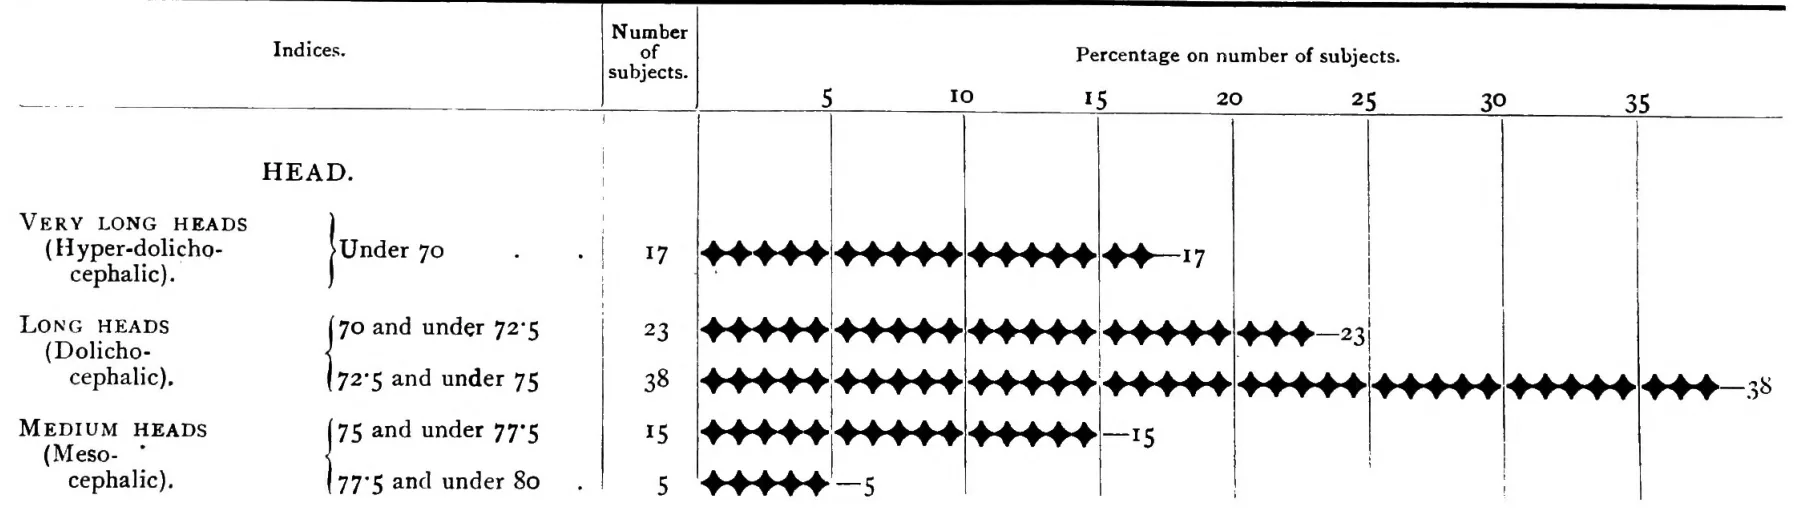 Indices.
Number
of
subjects.
Percentage on number of subjects.
5 10 15 20 25 30 35
HEAD.
VERY LONG HEADS
(Hyper-dolicho-
cephalic).
Under 70 . . 17 17
LONG HEADS
(Dolicho-
cephalic).
70 and under 72·5 23 23
72·5 and under 75 38 38
MEDIUM HEADS
(Meso-
cephalic).
75 and under 77·5 15 15
77·5 and under 80 . 5 5